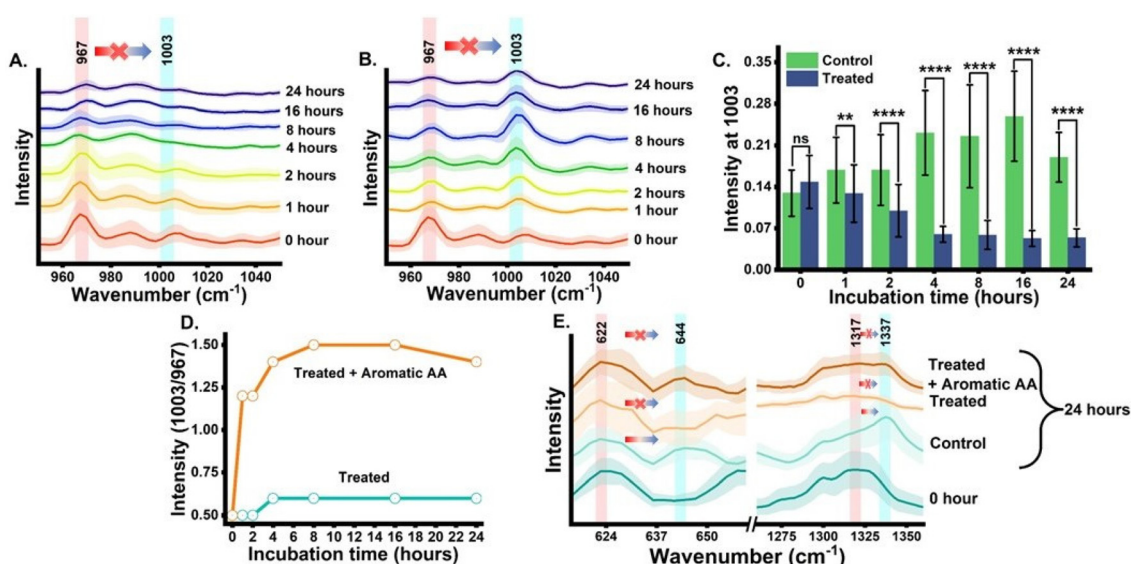 A.
967
1003
24 hours
16 hours
8 hours
4 hours
2 hours
1 hour
0 hour
Intensity
960 980 1000 1020 1040
Wavenumber (cm⁻¹)
B.
967
1003
24 hours
16 hours
8 hours
4 hours
2 hours
1 hour
0 hour
Intensity
960 980 1000 1020 1040
Wavenumber (cm⁻¹)
C.
Control
Treated
ns
**
****
****
****
****
****
0.35
0.28
0.21
0.14
0.07
0.00
Intensity at 1003
0 1 2 4 8 16 24
Incubation time (hours)
D.
1.50
1.25
1.00
0.75
0.50
Intensity (1003/967)
Treated + Aromatic AA
Treated
0 2 4 6 8 10 12 14 16 18 20 22 24
Incubation time (hours)
E.
622
644
1317
1337
Treated
+ Aromatic AA
Treated
Control
0 hour
24 hours
Intensity
624 637 650 1275 1300 1325 1350
Wavenumber (cm⁻¹)